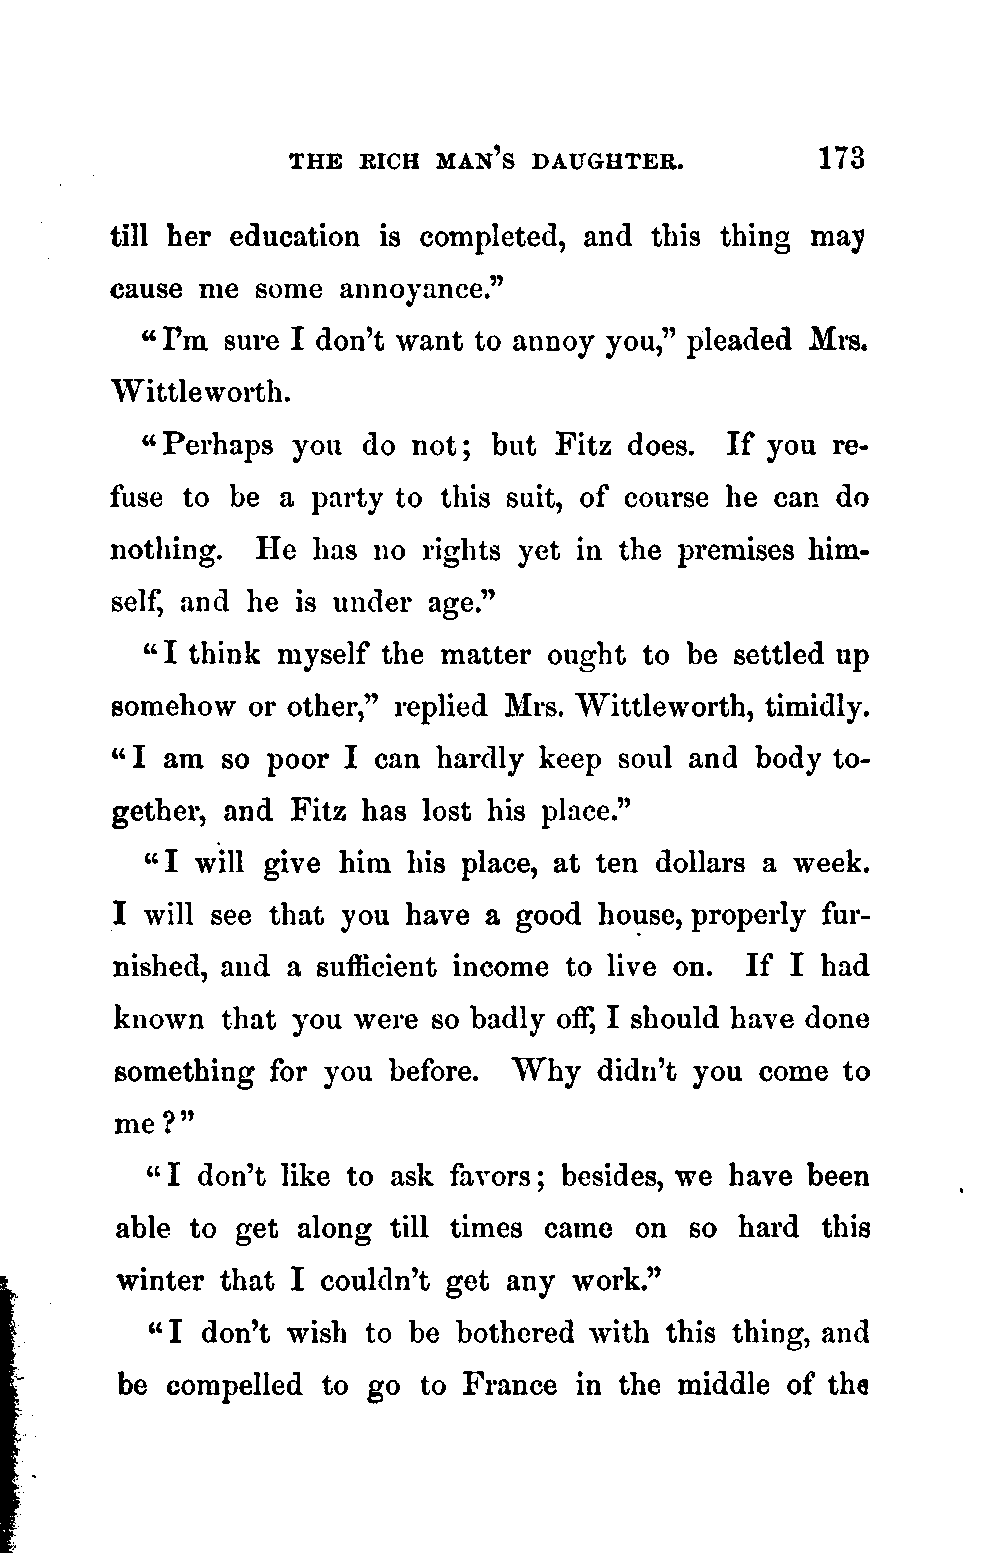 THE RICH MAN'S DAUGHTER. 173
till her education is completed, and this thing may
cause me some annoyance."
"I'm sure I don't want to annoy you," pleaded Mrs.
Wittleworth.
"Perhaps you do not; but Fitz does. If you re-
fuse to be a party to this suit, of course he can do
nothing. He has no rights yet in the premises him-
self, and he is under age."
"I think myself the matter ought to be settled up
somehow or other," replied Mrs. Wittleworth, timidly.
"I am so poor I can hardly keep soul and body to-
gether, and Fitz has lost his place."
"I will give him his place, at ten dollars a week.
I will see that you have a good house, properly fur-
nished, and a sufficient income to live on. If I had
known that you were so badly off, I should have done
something for you before. Why didn't you come to
me?"
"I don't like to ask favors; besides, we have been
able to get along till times came on so hard this
winter that I couldn't get any work."
"I don't wish to be bothered with this thing, and
be compelled to go to France in the middle of the